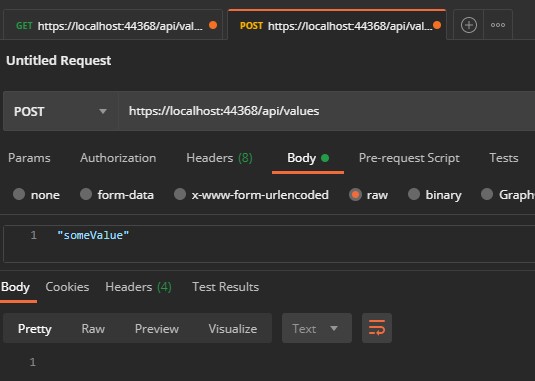 GET https://localhost:44368/api/val... POST https://localhost:44368/api/val...
Untitled Request
POST https://localhost:44368/api/values
Params Authorization Headers (8) Body Pre-request Script Tests
none form-data x-www-form-urlencoded raw binary Graph
1 "someValue"
Body Cookies Headers (4) Test Results
Pretty Raw Preview Visualize Text
1